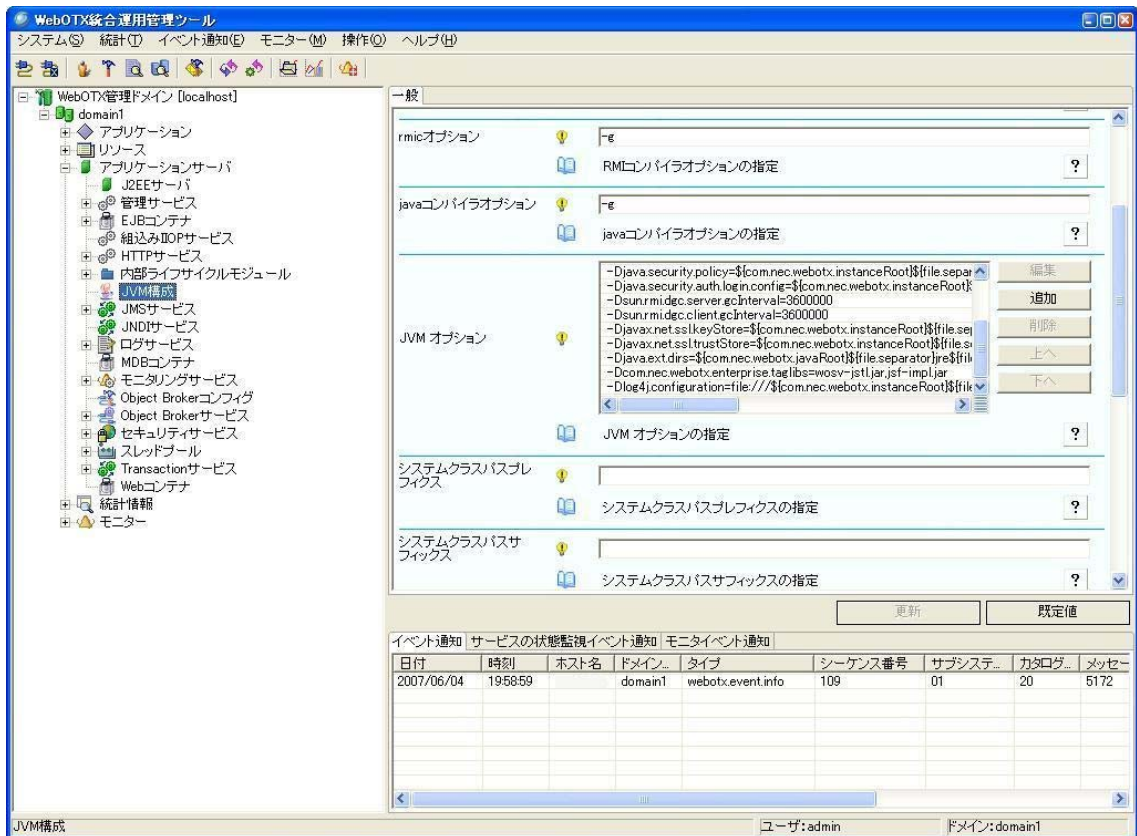 WebOTX統合運用管理ツール
システム(S) 統計(T) イベント通知(E) モニター(M) 操作(O) ヘルプ(H)
WebOTX管理ドメイン [localhost]
domain1
アプリケーション
リソース
アプリケーションサーバ
J2EEサーバ
管理サービス
EJBコンテナ
組込みIIOPサービス
HTTPサービス
内部ライフサイクルモジュール
JVM構成
JMSサービス
JNDIサービス
ログサービス
MDBコンテナ
モニタリングサービス
Object Brokerコンフィグ
Object Brokerサービス
セキュリティサービス
スレッドプール
Transactionサービス
Webコンテナ
統計情報
モニター
一般
rmicオプション
-g
RMIコンパイラオプションの指定
?
javaコンパイラオプション
-g
javaコンパイラオプションの指定
?
JVM オプション
-Djava.security.policy=${com.nec.webotx.instanceRoot}${file.separ
-Djava.security.auth.login.config=${com.nec.webotx.instanceRoot}$
-Dsun.rmi.dgc.server.gcInterval=3600000
-Dsun.rmi.dgc.client.gcInterval=3600000
-Djavax.net.ssl.keyStore=${com.nec.webotx.instanceRoot}${file.sep
-Djavax.net.ssl.trustStore=${com.nec.webotx.instanceRoot}${file.s
-Djava.ext.dirs=${com.nec.webotx.javaRoot}${file.separator}jre${fil
-Dcom.nec.webotx.enterprise.taglibs=wosv-jstl.jar,jsf-impl.jar
-Dlog4j.configuration=file:///${com.nec.webotx.instanceRoot}${file
編集
追加
削除
上へ
下へ
JVM オプションの指定
?
システムクラスパスプレフィクス
システムクラスパスプレフィクスの指定
?
システムクラスパスサフィックス
システムクラスパスサフィックスの指定
?
更新
既定値
イベント通知 サービスの状態監視イベント通知 モニタイベント通知
日付 時刻 ホスト名 ドメイン... タイプ シーケンス番号 サブシステ... カタログ... メッセー
2007/06/04 19:58:59 domain1 webotx.event.info 109 01 20 5172
JVM構成
ユーザ:admin
ドメイン:domain1